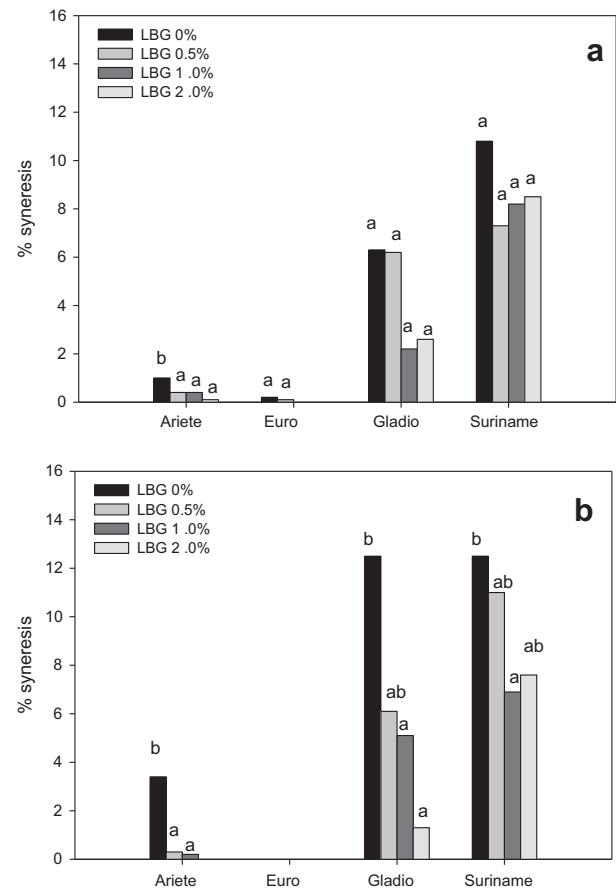 16
LBG 0%
a
14
LBG 0.5%
LBG 1 .0%
12
LBG 2 .0%
a
10
a
a
% syneresis
8
a
a
a
6
4
a
a
2
b
a a
a
a a
0
Ariete Euro Gladio Suriname
16
LBG 0%
b
14
LBG 0.5%
LBG 1 .0%
b b
12
LBG 2 .0%
ab
10
% syneresis
ab
8
ab
a
6
a
4
b
2
a
a
a
0
Ariete Euro Gladio Suriname